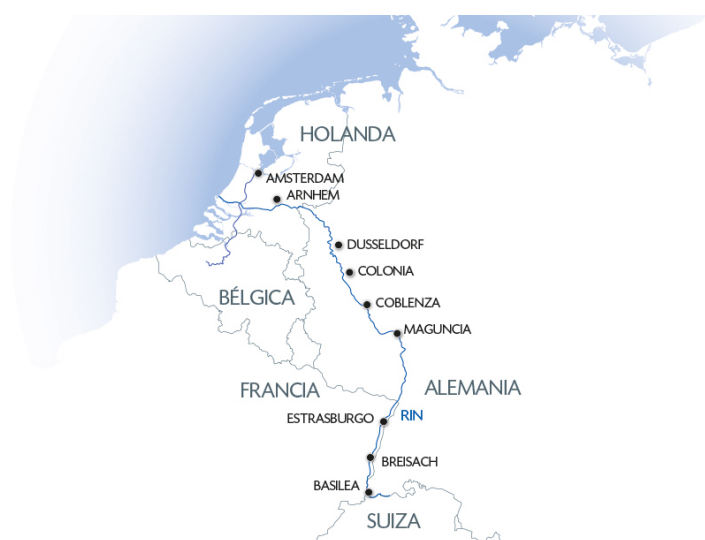 HOLANDA
AMSTERDAM
ARNHEM
DUSSELDORF
COLONIA
BÉLGICA
COBLENZA
MAGUNCIA
FRANCIA
ALEMANIA
ESTRASBURGO
RIN
BREISACH
BASILEA
SUIZA